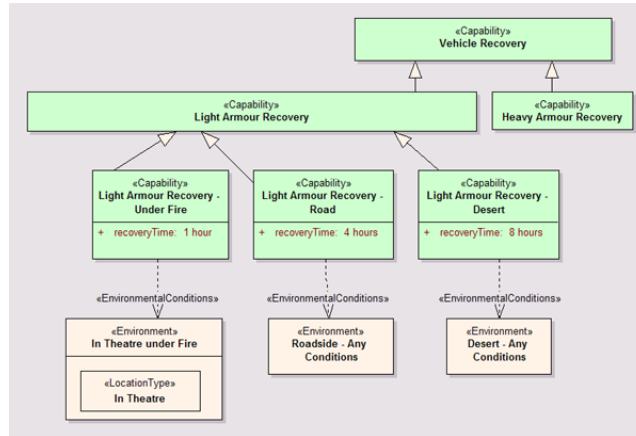 «Capability»
Vehicle Recovery
«Capability»
Light Armour Recovery
«Capability»
Heavy Armour Recovery
«Capability»
Light Armour Recovery -
Under Fire
+ recoveryTime: 1 hour
«Capability»
Light Armour Recovery -
Road
+ recoveryTime: 4 hours
«Capability»
Light Armour Recovery -
Desert
+ recoveryTime: 8 hours
«EnvironmentalConditions»
«EnvironmentalConditions»
«EnvironmentalConditions»
«Environment»
In Theatre under Fire
«LocationType»
In Theatre
«Environment»
Roadside - Any
Conditions
«Environment»
Desert - Any
Conditions